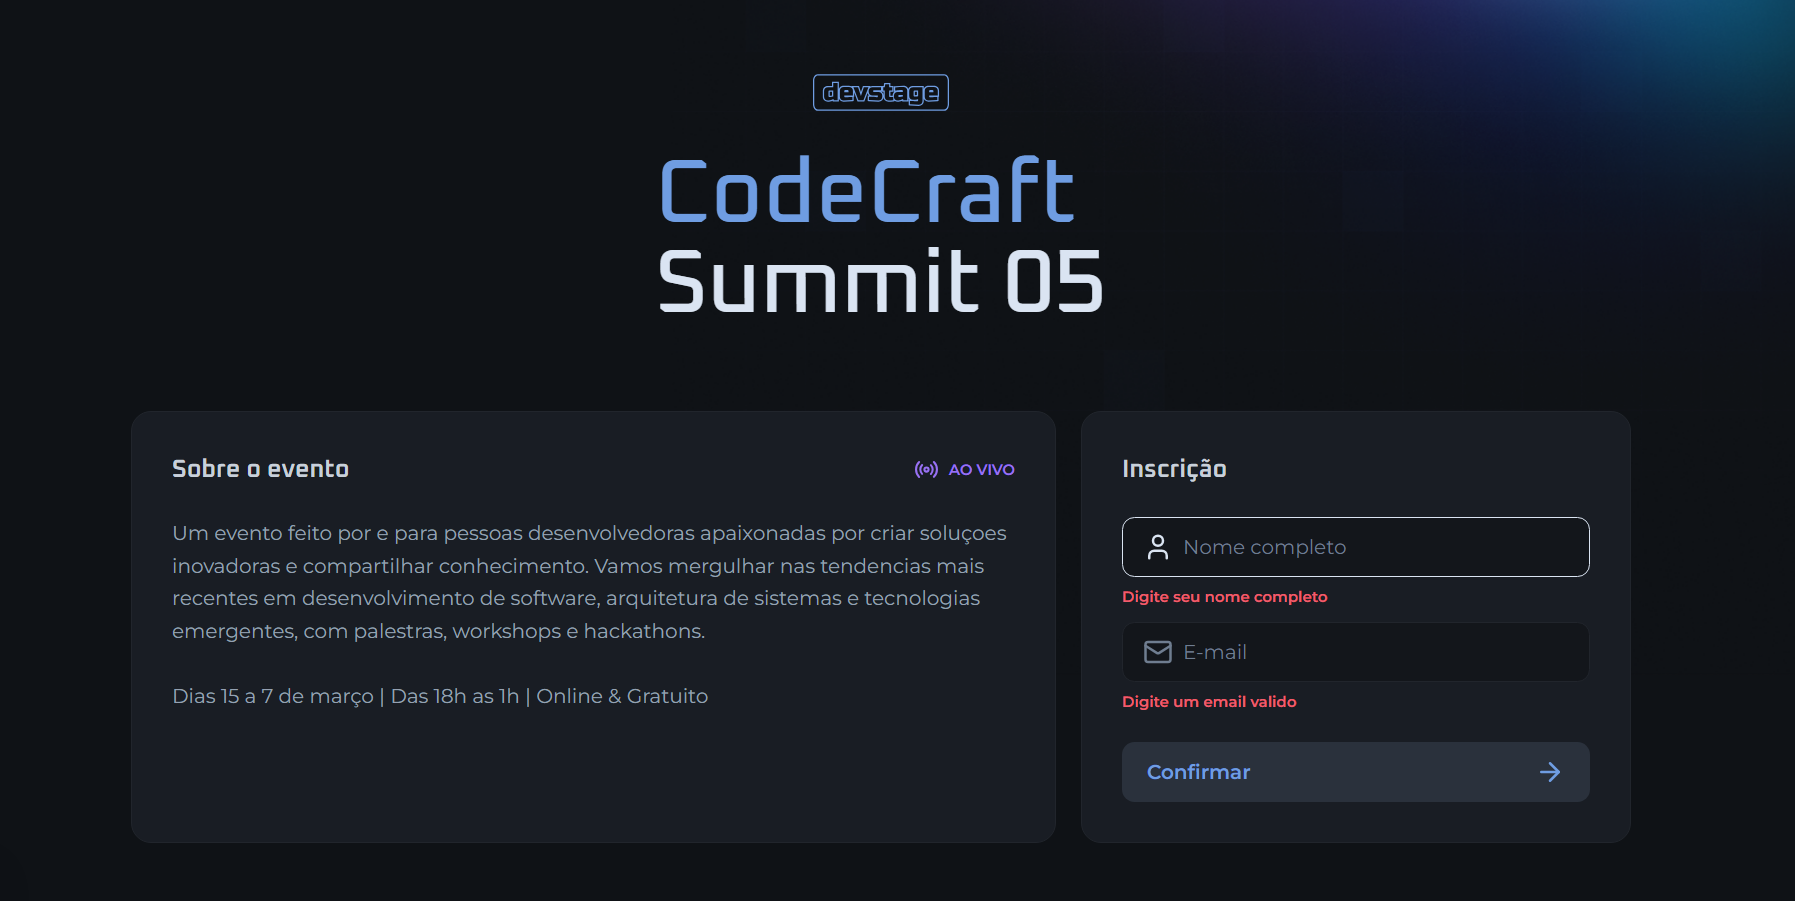 devstage
CodeCraft
Summit 05
Sobre o evento
AO VIVO
Um evento feito por e para pessoas desenvolvedoras apaixonadas por criar soluçoes
inovadoras e compartilhar conhecimento. Vamos mergulhar nas tendencias mais
recentes em desenvolvimento de software, arquitetura de sistemas e tecnologias
emergentes, com palestras, workshops e hackathons.
Dias 15 a 7 de março | Das 18h as 1h | Online & Gratuito
Inscrição
Nome completo
Digite seu nome completo
E-mail
Digite um email valido
Confirmar